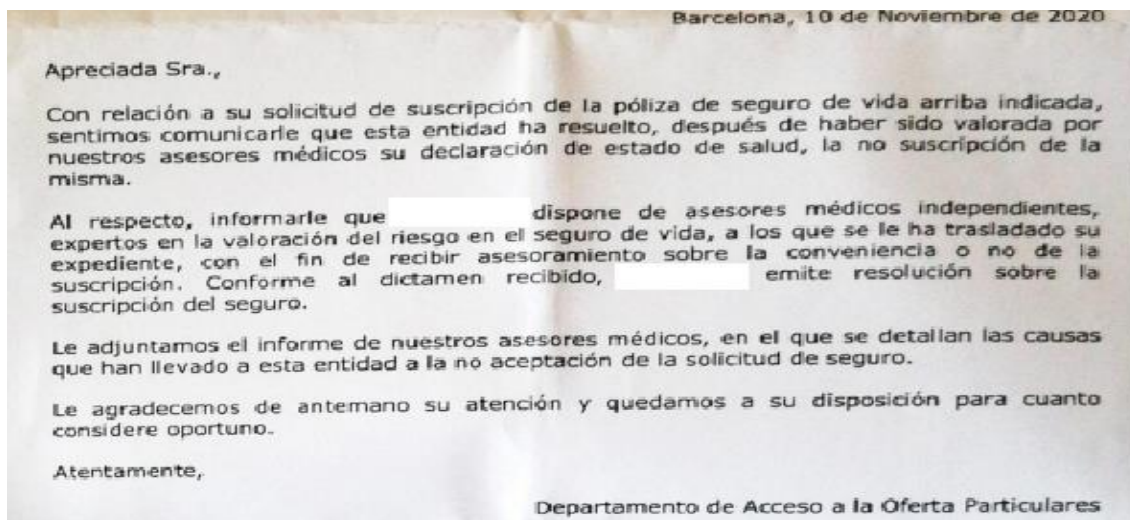 Barcelona, 10 de Noviembre de 2020
Apreciada Sra.,
Con relación a su solicitud de suscripción de la póliza de seguro de vida arriba indicada,
sentimos comunicarle que esta entidad ha resuelto, después de haber sido valorada por
nuestros asesores médicos su declaración de estado de salud, la no suscripción de la
misma.
Al respecto, informarle que dispone de asesores médicos independientes,
expertos en la valoración del riesgo en el seguro de vida, a los que se le ha trasladado su
expediente, con el fin de recibir asesoramiento sobre la conveniencia o no de la
suscripción. Conforme al dictamen recibido, emite resolución sobre la
suscripción del seguro.
Le adjuntamos el informe de nuestros asesores médicos, en el que se detallan las causas
que han llevado a esta entidad a la no aceptación de la solicitud de seguro.
Le agradecemos de antemano su atención y quedamos a su disposición para cuanto
considere oportuno.
Atentamente,
Departamento de Acceso a la Oferta Particulares